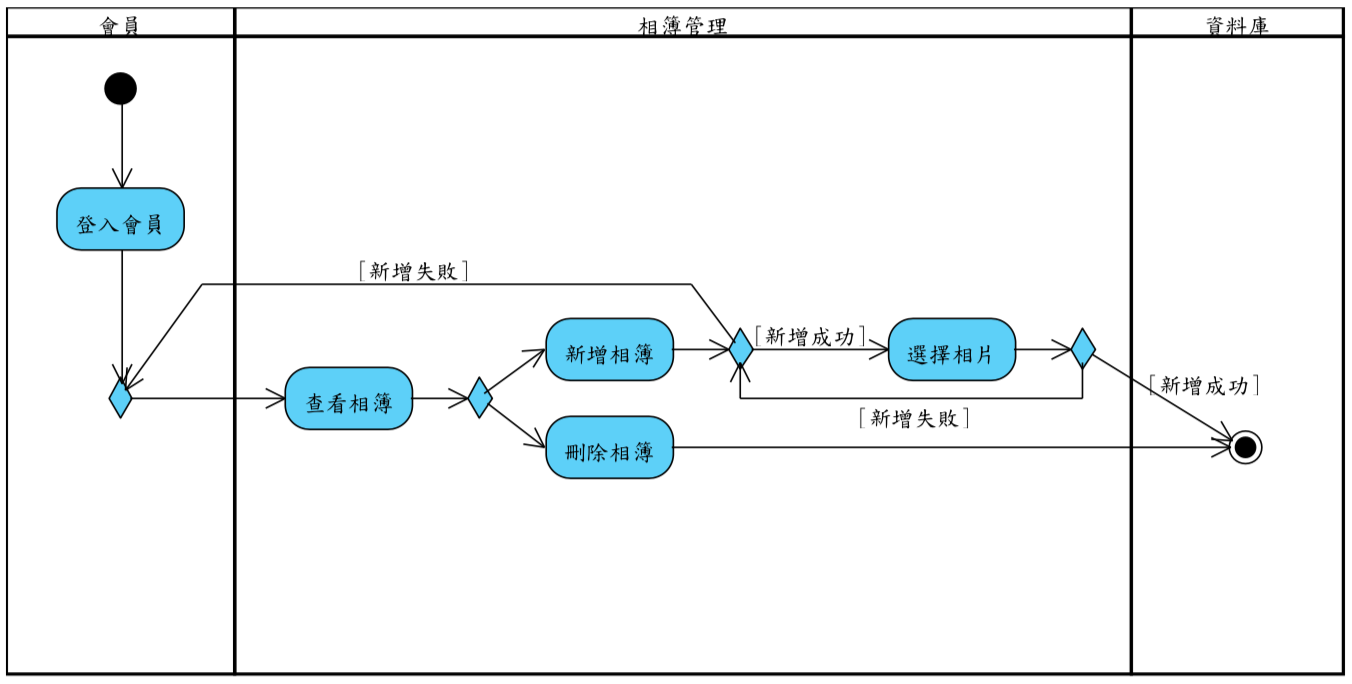 會員
相簿管理
資料庫
登入會員
[新增失敗]
新增相簿
[新增成功]
選擇相片
[新增成功]
查看相簿
[新增失敗]
刪除相簿